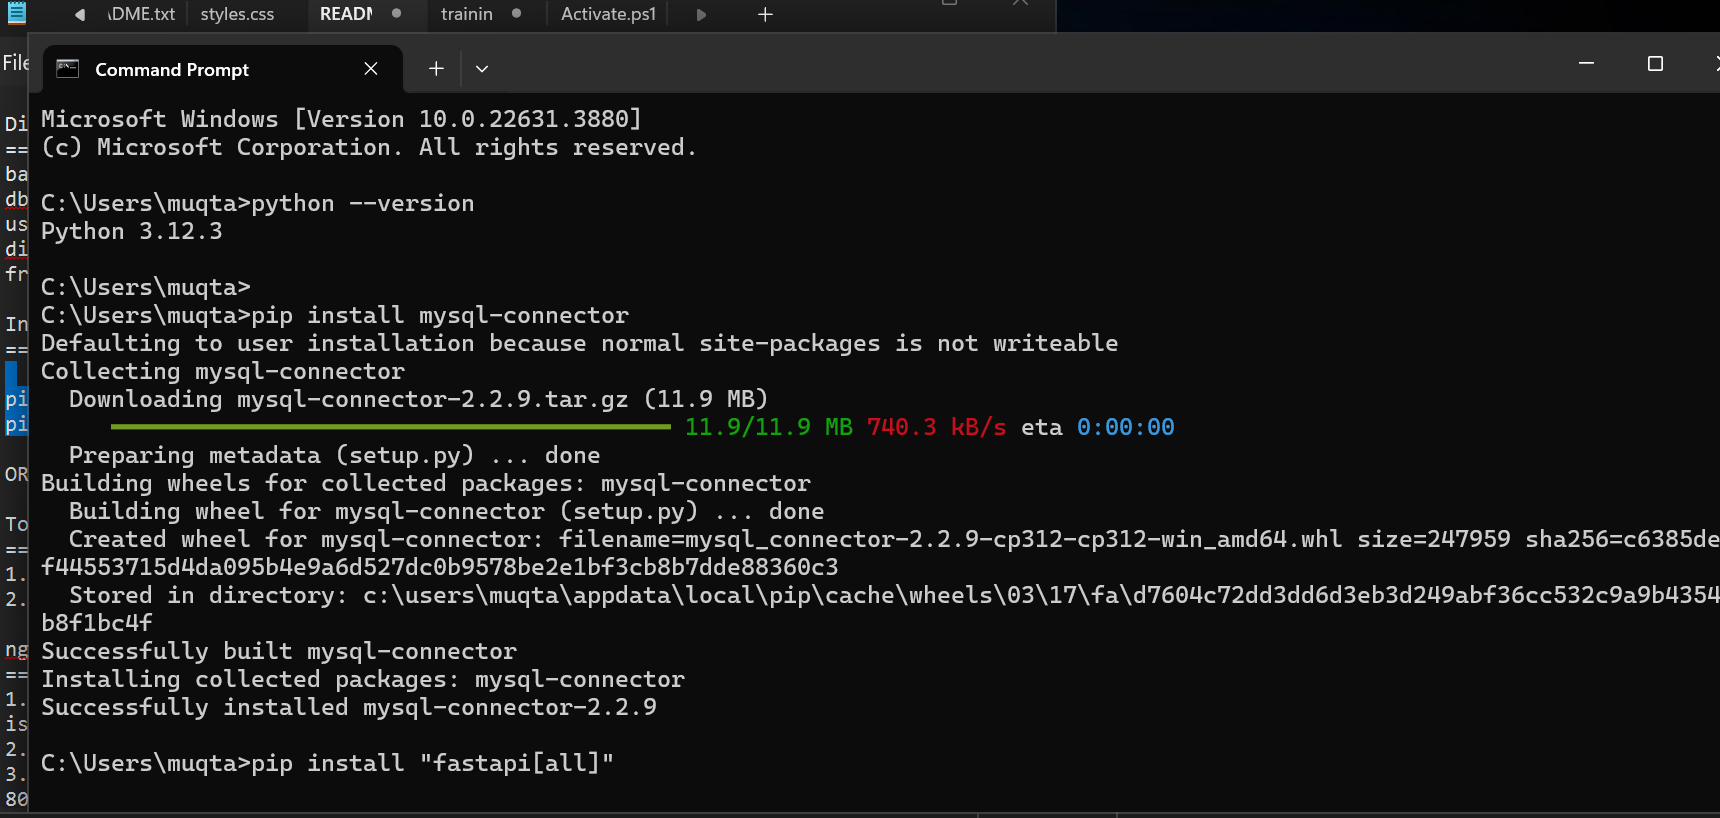 DME.txt styles.css READM trainin Activate.ps1
File
Command Prompt
Di
==
ba
db
us
di
fr
In
==
pi
pi
OR
To
==
1.
2.
ng
==
1.
is
2.
3.
80
Microsoft Windows [Version 10.0.22631.3880]
(c) Microsoft Corporation. All rights reserved.
C:\Users\muqta>python --version
Python 3.12.3
C:\Users\muqta>
C:\Users\muqta>pip install mysql-connector
Defaulting to user installation because normal site-packages is not writeable
Collecting mysql-connector
Downloading mysql-connector-2.2.9.tar.gz (11.9 MB)
11.9/11.9 MB 740.3 kB/s eta 0:00:00
Preparing metadata (setup.py) ... done
Building wheels for collected packages: mysql-connector
Building wheel for mysql-connector (setup.py) ... done
Created wheel for mysql-connector: filename=mysql_connector-2.2.9-cp312-cp312-win_amd64.whl size=247959 sha256=c6385de
f44553715d4da095b4e9a6d527dc0b9578be2e1bf3cb8b7dde88360c3
Stored in directory: c:\users\muqta\appdata\local\pip\cache\wheels\03\17\fa\d7604c72dd3dd6d3eb3d249abf36cc532c9a9b4354
b8f1bc4f
Successfully built mysql-connector
Installing collected packages: mysql-connector
Successfully installed mysql-connector-2.2.9
C:\Users\muqta>pip install "fastapi[all]"